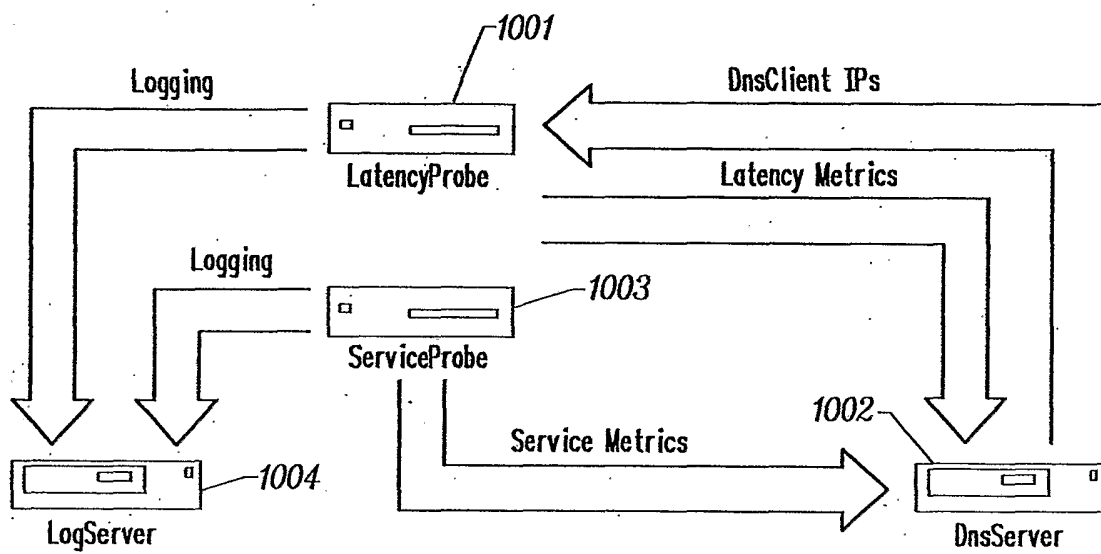 1001
Logging
DnsClient IPs
LatencyProbe
Latency Metrics
Logging
1003
ServiceProbe
1002
Service Metrics
1004
LogServer
DnsServer